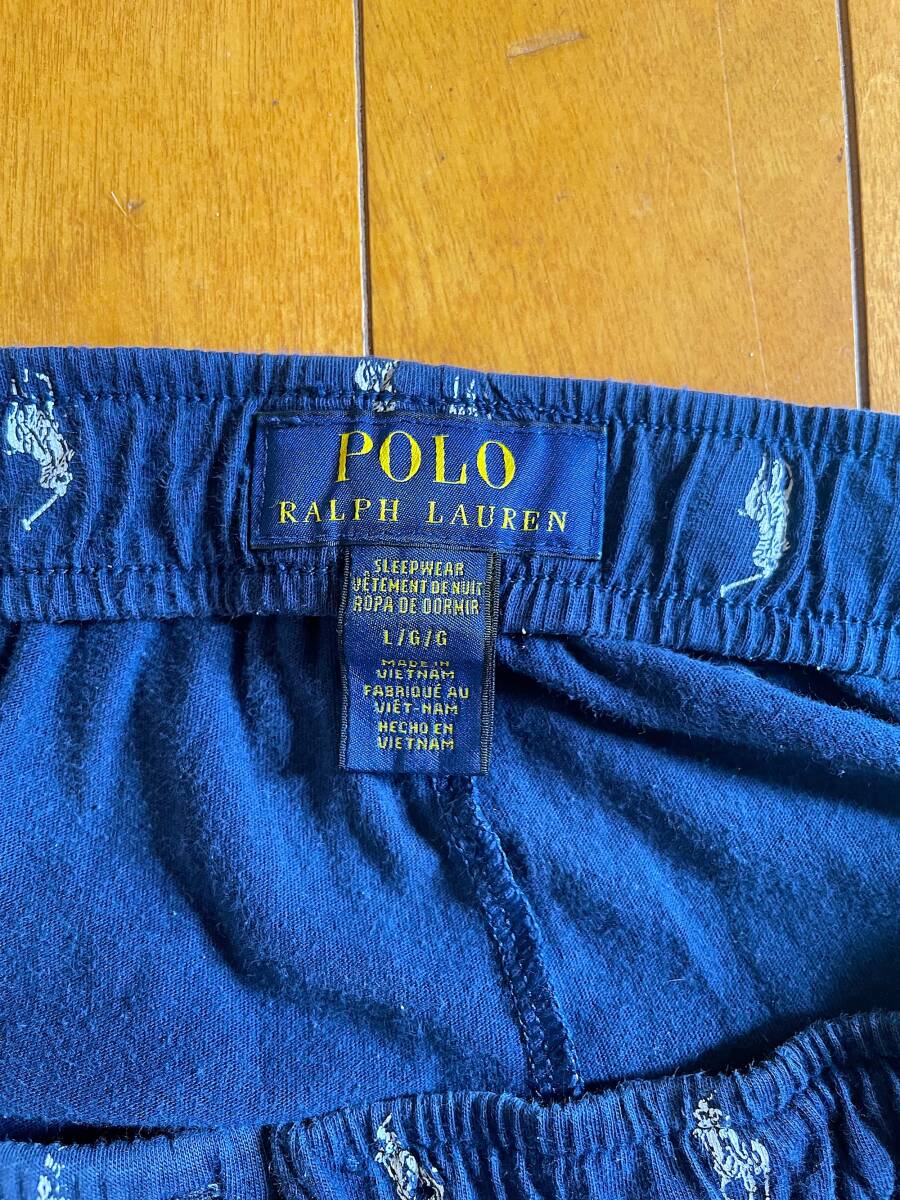 POLO
RALPH LAUREN
SLEEPWEAR
VÊTEMENT DE NUIT
ROPA DE DORMIR
L/G/G
MADE IN
VIETNAM
FABRIQUÉ AU
VIÊT-NAM
HECHO EN
VIETNAM